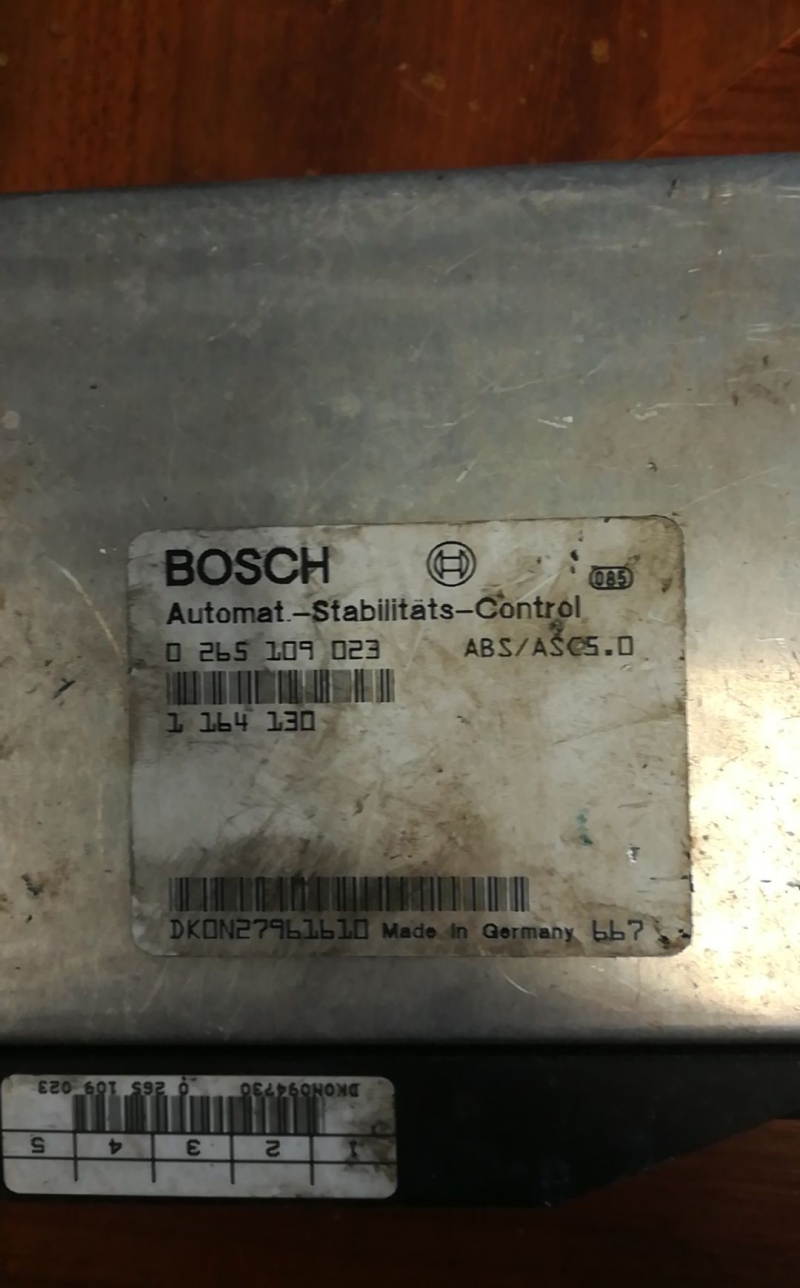 BOSCH
085
Automat.-Stabilitäts-Control
0 265 109 023 ABS/ASC5.0
1 164 130
DK0N27961610 Made in Germany 667
DK0N094730 0 265 109 023
1 2 3 4 5